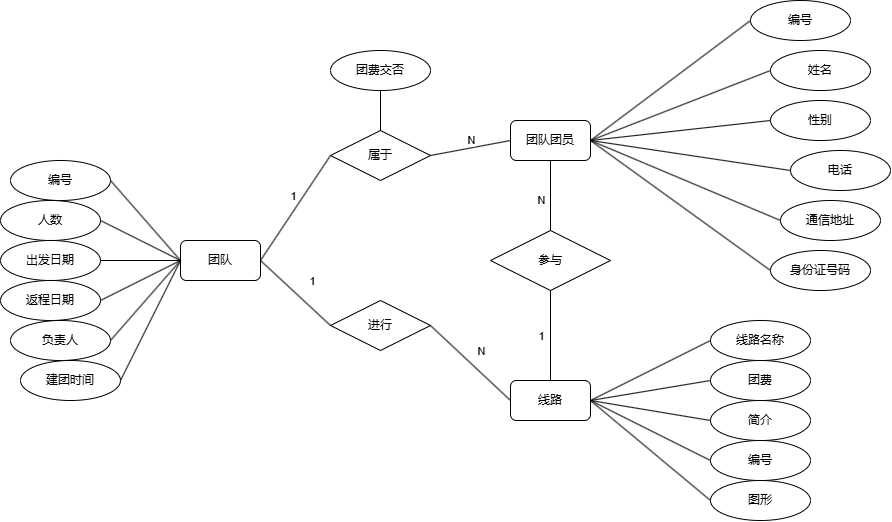 编号
团费交否
姓名
性别
N
团队团员
属于
电话
编号
1
N
人数
通信地址
出发日期
团队
参与
身份证号码
1
返程日期
进行
负责人
1
线路名称
N
建团时间
线路
团费
简介
编号
图形